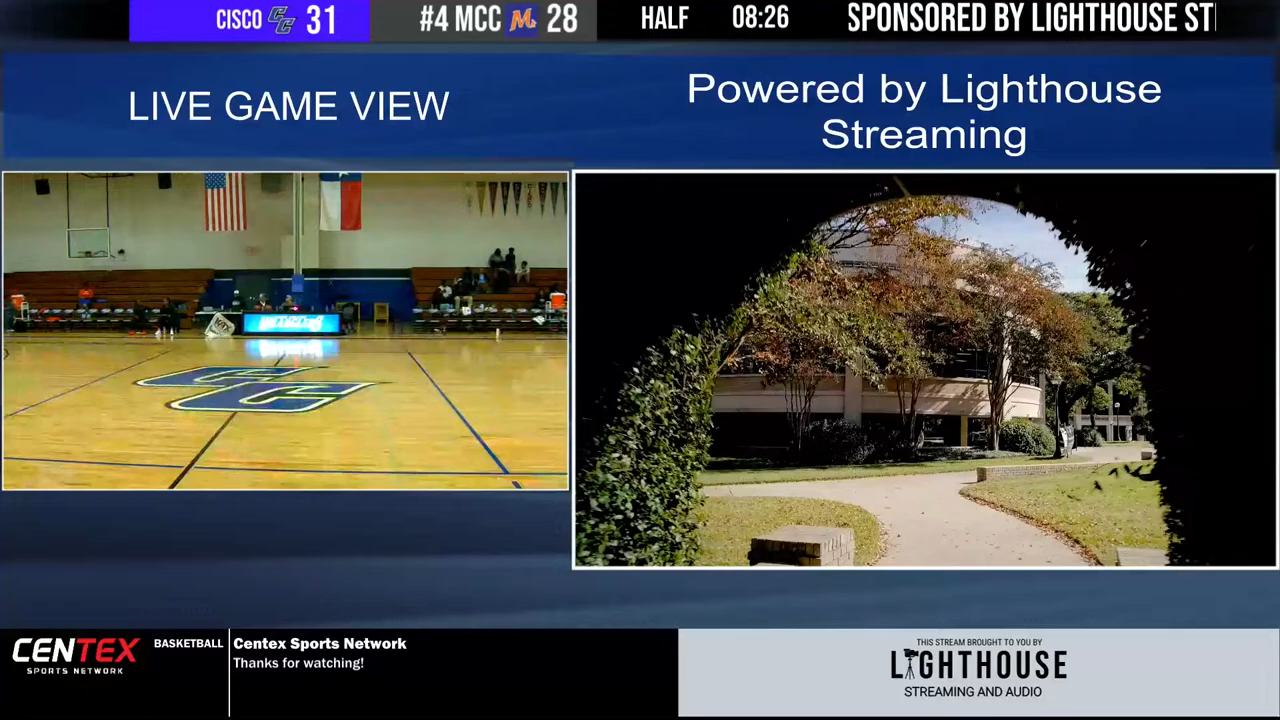 CISCO CC 31
#4 MCC M 28
HALF 08:26
SPONSORED BY LIGHTHOUSE ST
LIVE GAME VIEW
Powered by Lighthouse
Streaming
CENTEX
SPORTS NETWORK
BASKETBALL
Centex Sports Network
Thanks for watching!
THIS STREAM BROUGHT TO YOU BY
LIGHTHOUSE
STREAMING AND AUDIO